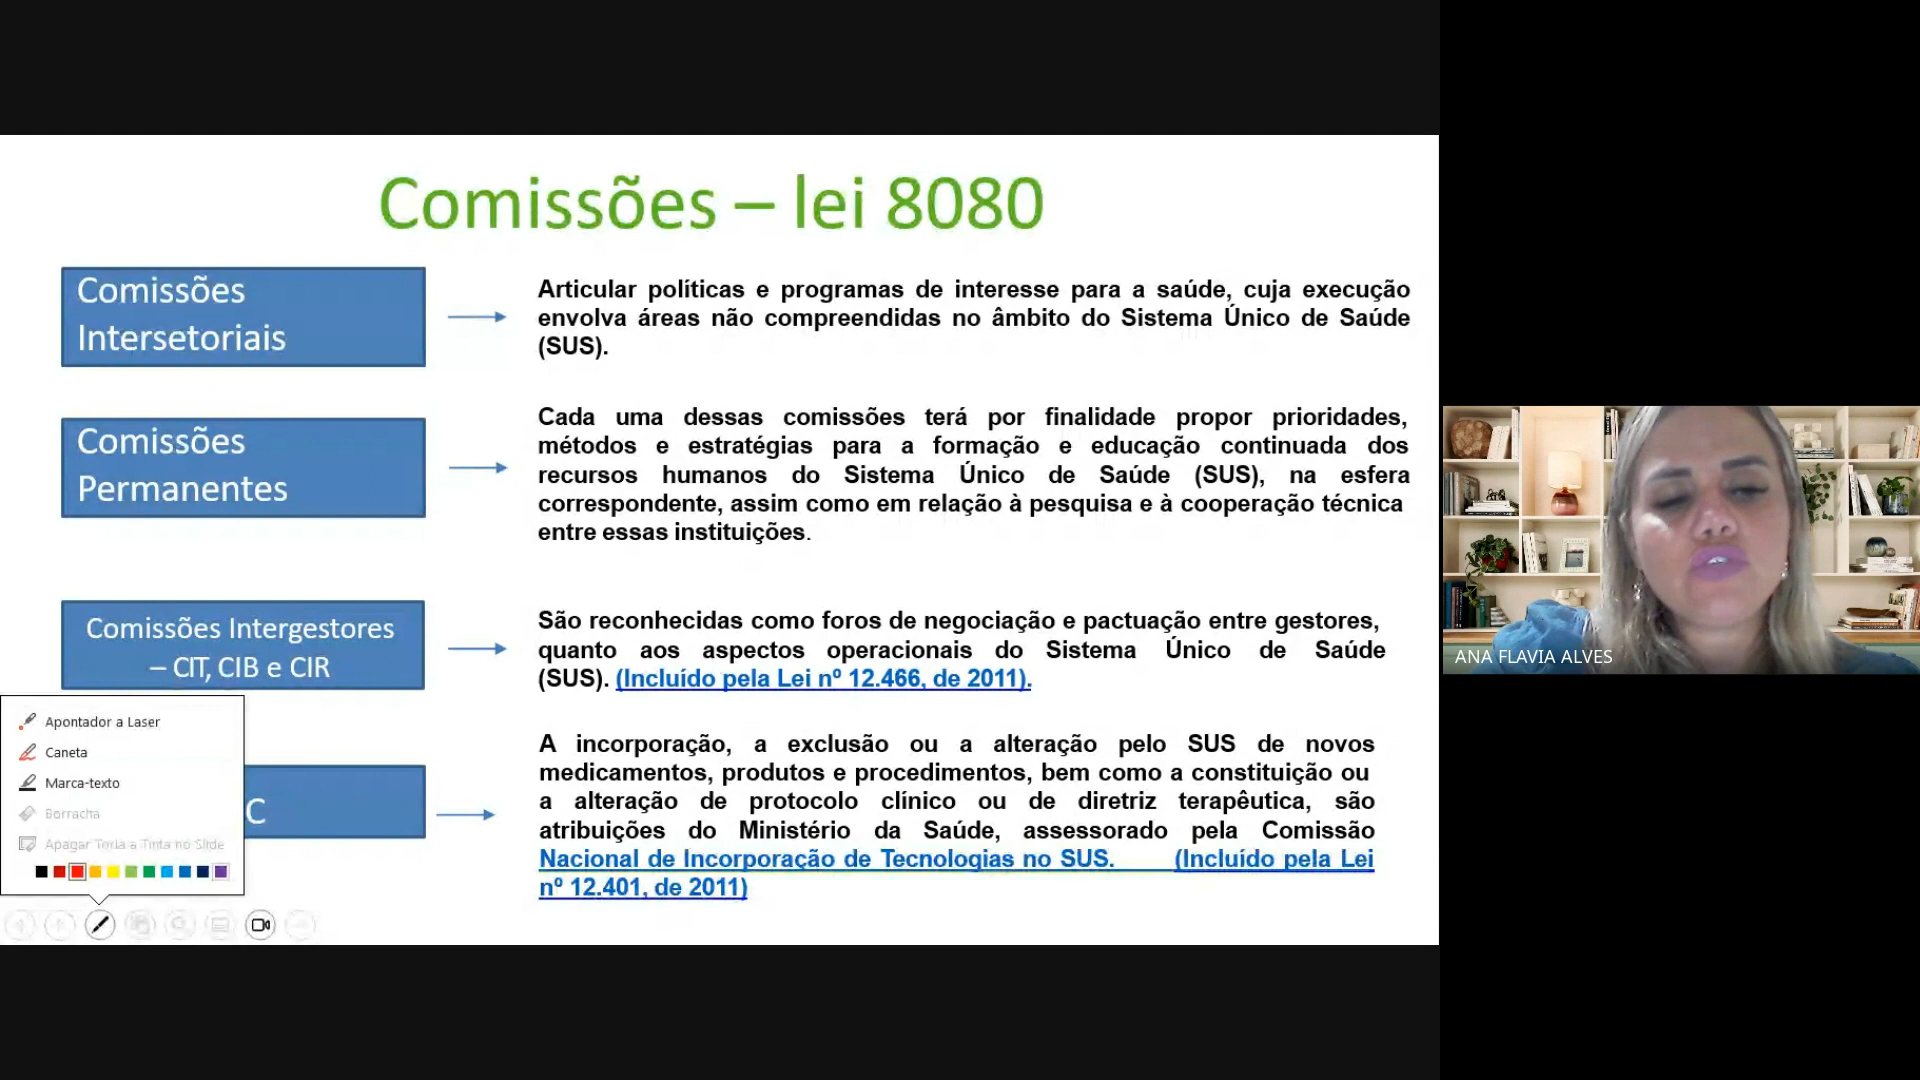 Comissões – lei 8080
Comissões
Intersetoriais
Articular políticas e programas de interesse para a saúde, cuja execução
envolva áreas não compreendidas no âmbito do Sistema Único de Saúde
(SUS).
Comissões
Permanentes
Cada uma dessas comissões terá por finalidade propor prioridades,
métodos e estratégias para a formação e educação continuada dos
recursos humanos do Sistema Único de Saúde (SUS), na esfera
correspondente, assim como em relação à pesquisa e à cooperação técnica
entre essas instituições.
Comissões Intergestores
– CIT, CIB e CIR
São reconhecidas como foros de negociação e pactuação entre gestores,
quanto aos aspectos operacionais do Sistema Único de Saúde
(SUS). (Incluído pela Lei nº 12.466, de 2011).
C
A incorporação, a exclusão ou a alteração pelo SUS de novos
medicamentos, produtos e procedimentos, bem como a constituição ou
a alteração de protocolo clínico ou de diretriz terapêutica, são
atribuições do Ministério da Saúde, assessorado pela Comissão
Nacional de Incorporação de Tecnologias no SUS. (Incluído pela Lei
nº 12.401, de 2011)
Apontador a Laser
Caneta
Marca-texto
Borracha
Apagar Toda a Tinta no Slide
ANA FLAVIA ALVES